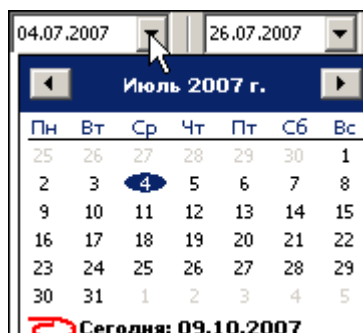 04.07.2007 26.07.2007
Июль 2007 г.
Пн Вт Ср Чт Пт Сб Вс
25 26 27 28 29 30 1
2 3 4 5 6 7 8
9 10 11 12 13 14 15
16 17 18 19 20 21 22
23 24 25 26 27 28 29
30 31 1 2 3 4 5
Сегодня: 09.10.2007